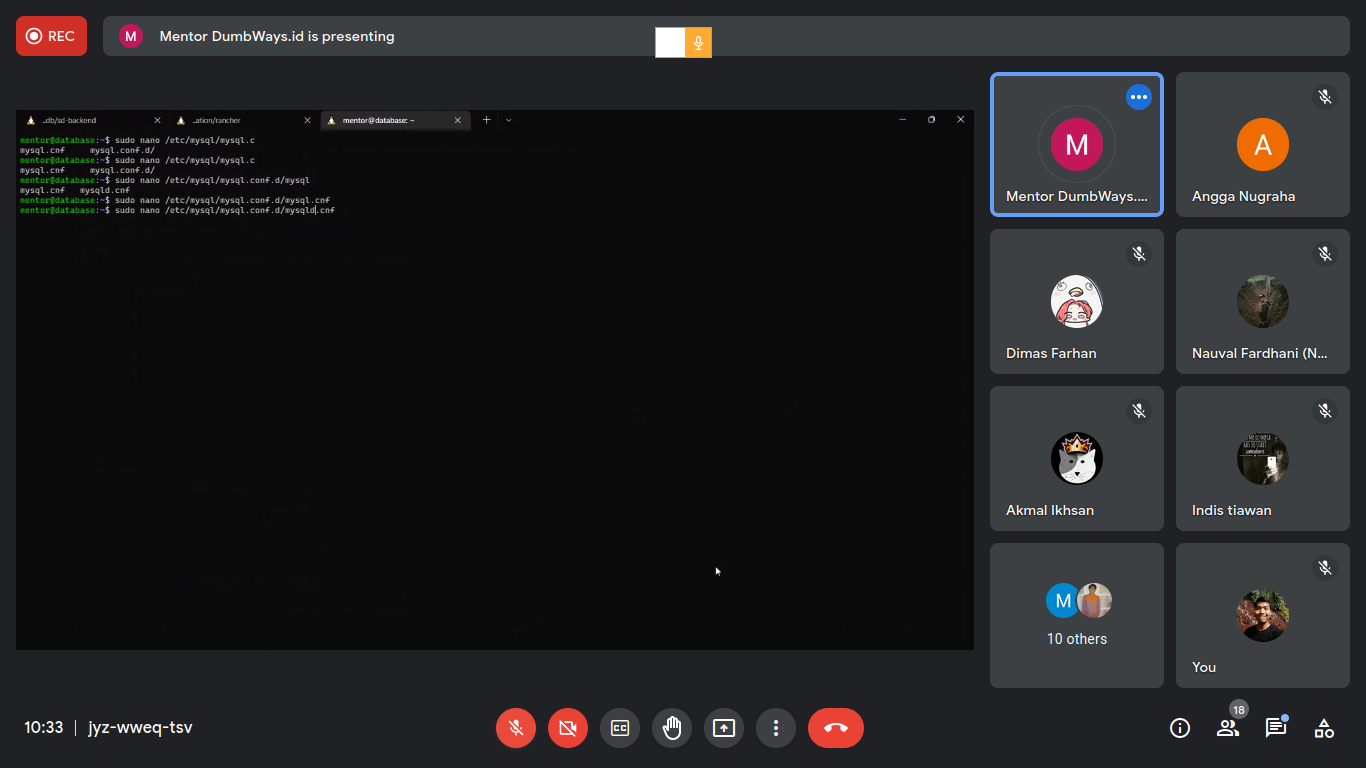 REC
M
Mentor DumbWays.id is presenting
..db/sd-backend
..ation/rancher
mentor@database: ~
mentor@database:~$ sudo nano /etc/mysql/mysql.c
mysql.cnf mysql.conf.d/
mentor@database:~$ sudo nano /etc/mysql/mysql.c
mysql.cnf mysql.conf.d/
mentor@database:~$ sudo nano /etc/mysql/mysql.conf.d/mysql
mysql.cnf mysqld.cnf
mentor@database:~$ sudo nano /etc/mysql/mysql.conf.d/mysql.cnf
mentor@database:~$ sudo nano /etc/mysql/mysql.conf.d/mysqld.cnf
M
Mentor DumbWays....
A
Angga Nugraha
Dimas Farhan
Nauval Fardhani (N...
Akmal Ikhsan
Indis tiawan
M
10 others
You
10:33
jyz-wweq-tsv
CC
18